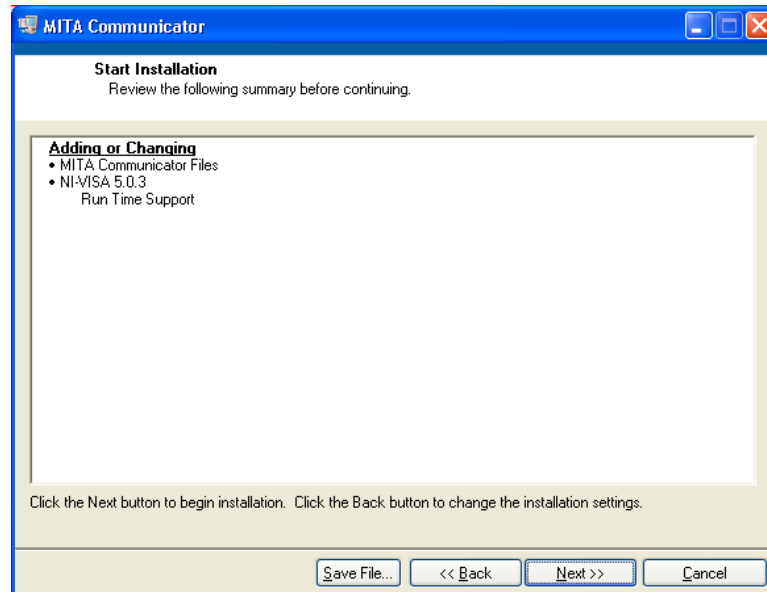 MITA Communicator
Start Installation
Review the following summary before continuing.
Adding or Changing
• MITA Communicator Files
• NI-VISA 5.0.3
Run Time Support
Click the Next button to begin installation.  Click the Back button to change the installation settings.
Save File... << Back Next >> Cancel